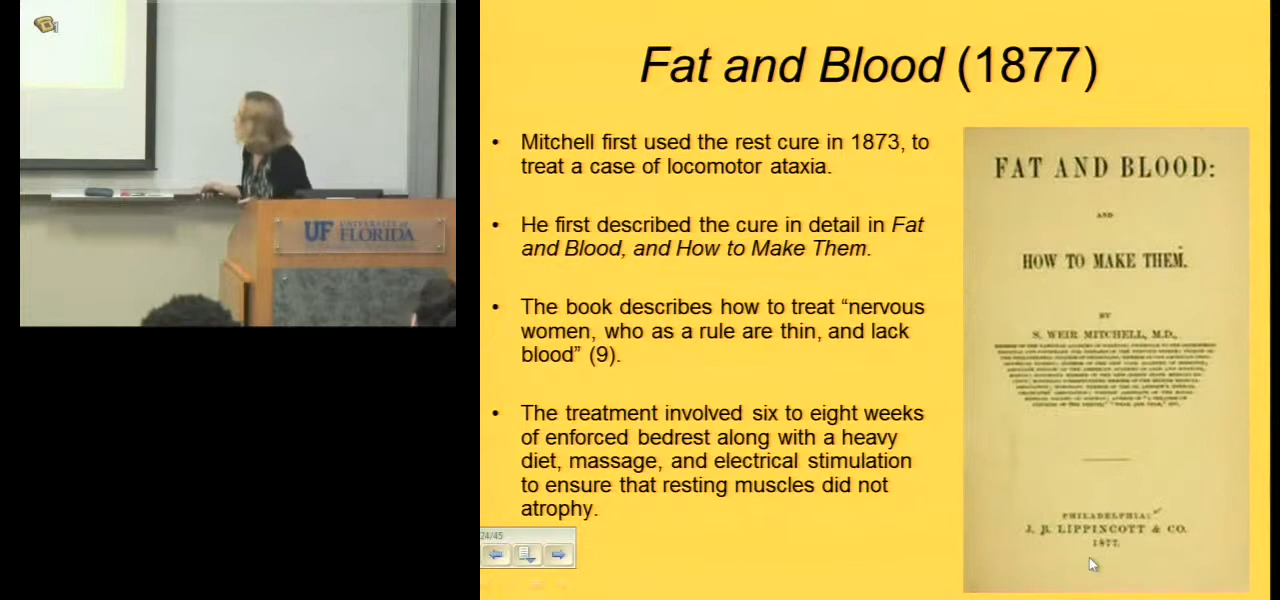 Fat and Blood (1877)
• Mitchell first used the rest cure in 1873, to
treat a case of locomotor ataxia.
• He first described the cure in detail in Fat
and Blood, and How to Make Them.
• The book describes how to treat “nervous
women, who as a rule are thin, and lack
blood” (9).
• The treatment involved six to eight weeks
of enforced bedrest along with a heavy
diet, massage, and electrical stimulation
to ensure that resting muscles did not
atrophy.
24/45
FAT AND BLOOD:
AND
HOW TO MAKE THEM.
BY
S. WEIR MITCHELL, M.D.,
PHILADELPHIA:
J. B. LIPPINCOTT & CO.
1877.
UF UNIVERSITY of
FLORIDA